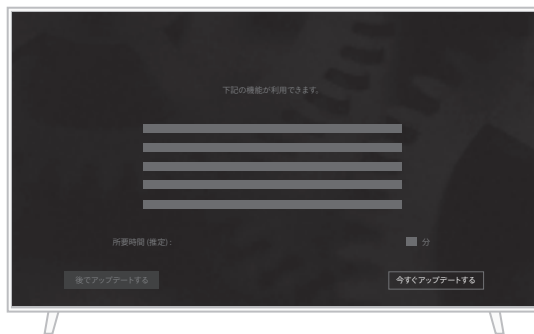 下記の機能が利用できます。
所要時間 (推定) :
分
後でアップデートする
今すぐアップデートする